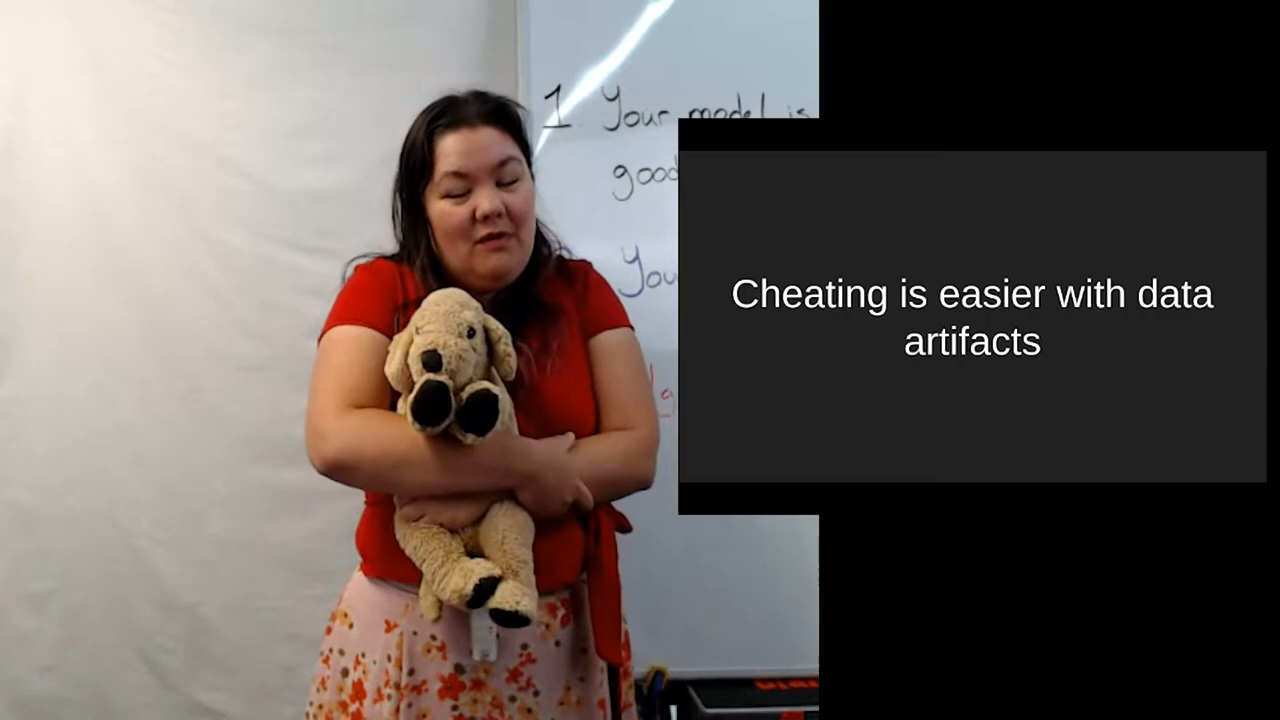 1. Your model is
good
You
Cheating is easier with data
artifacts